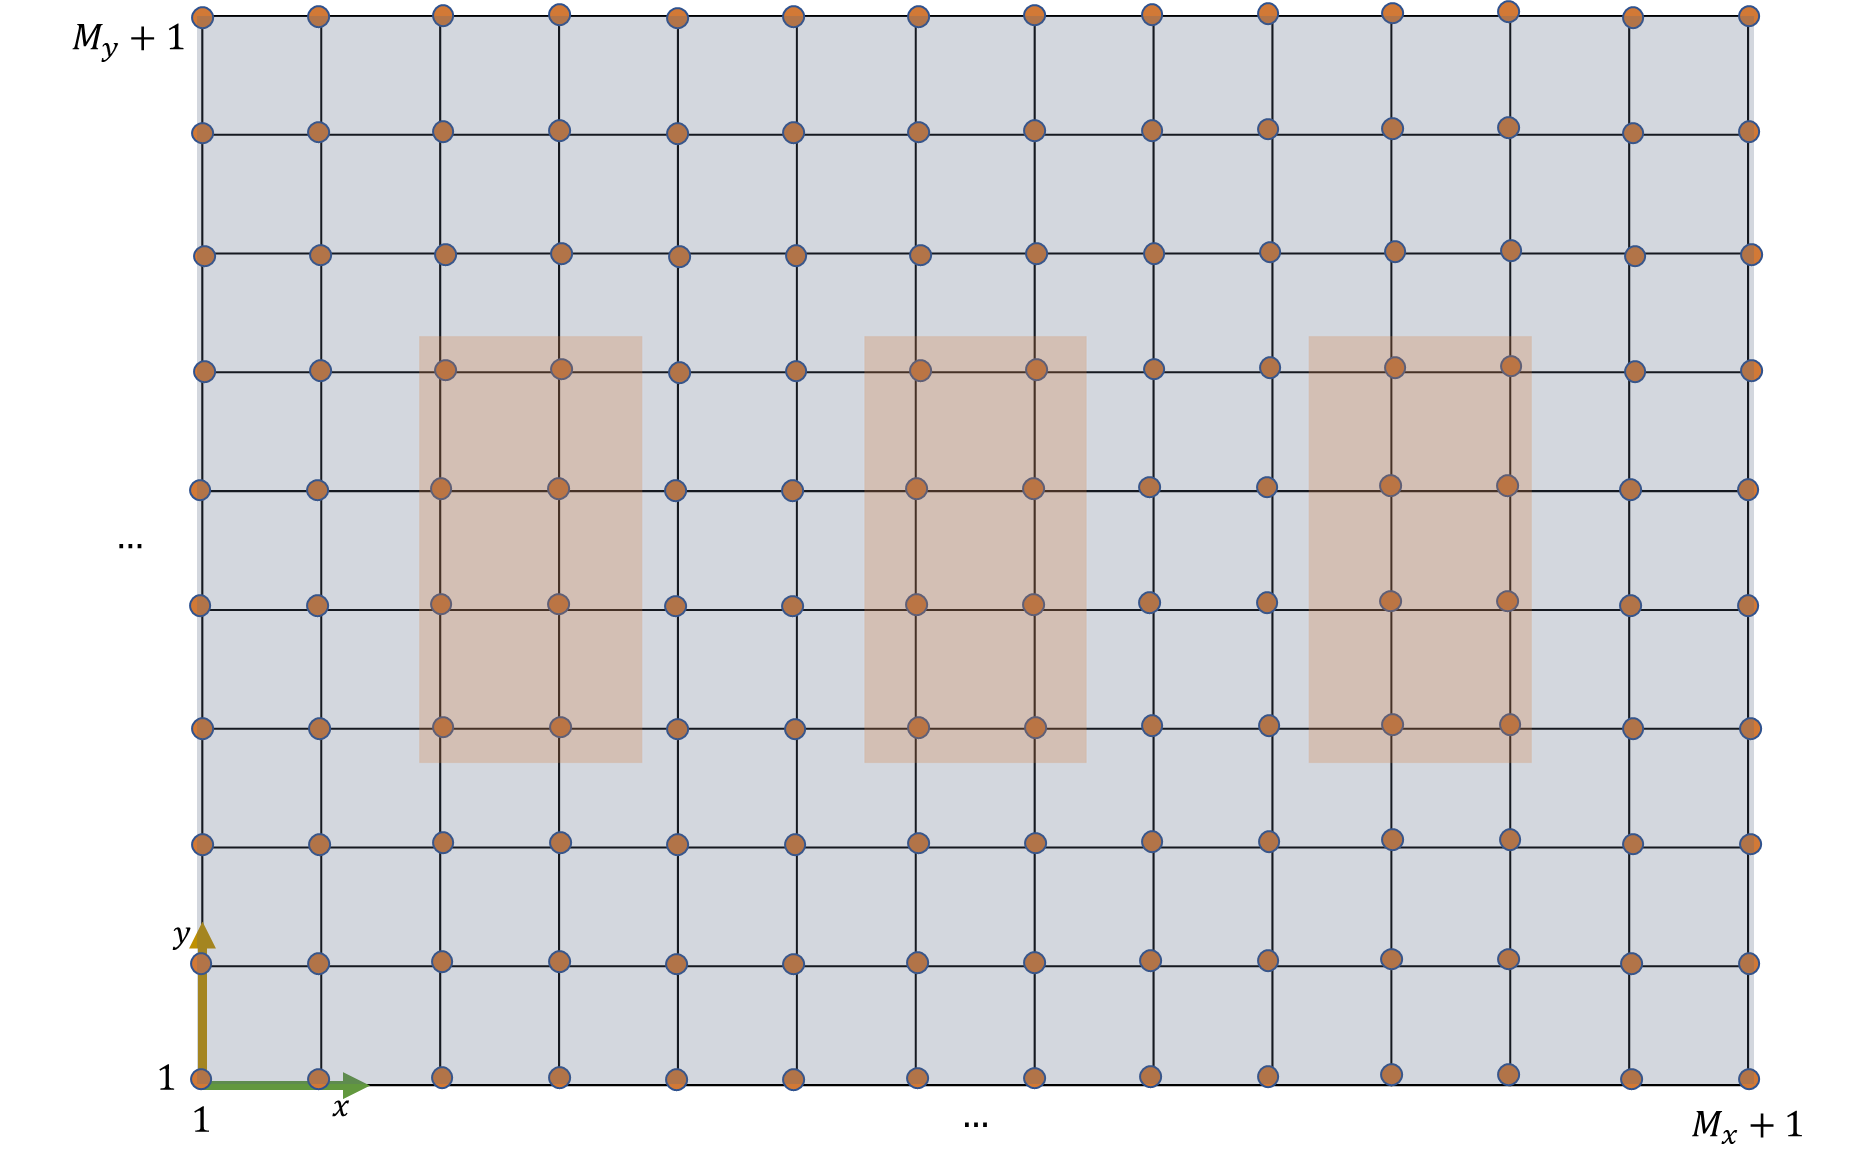 M_y + 1
...
y
1
x
1
...
M_x + 1